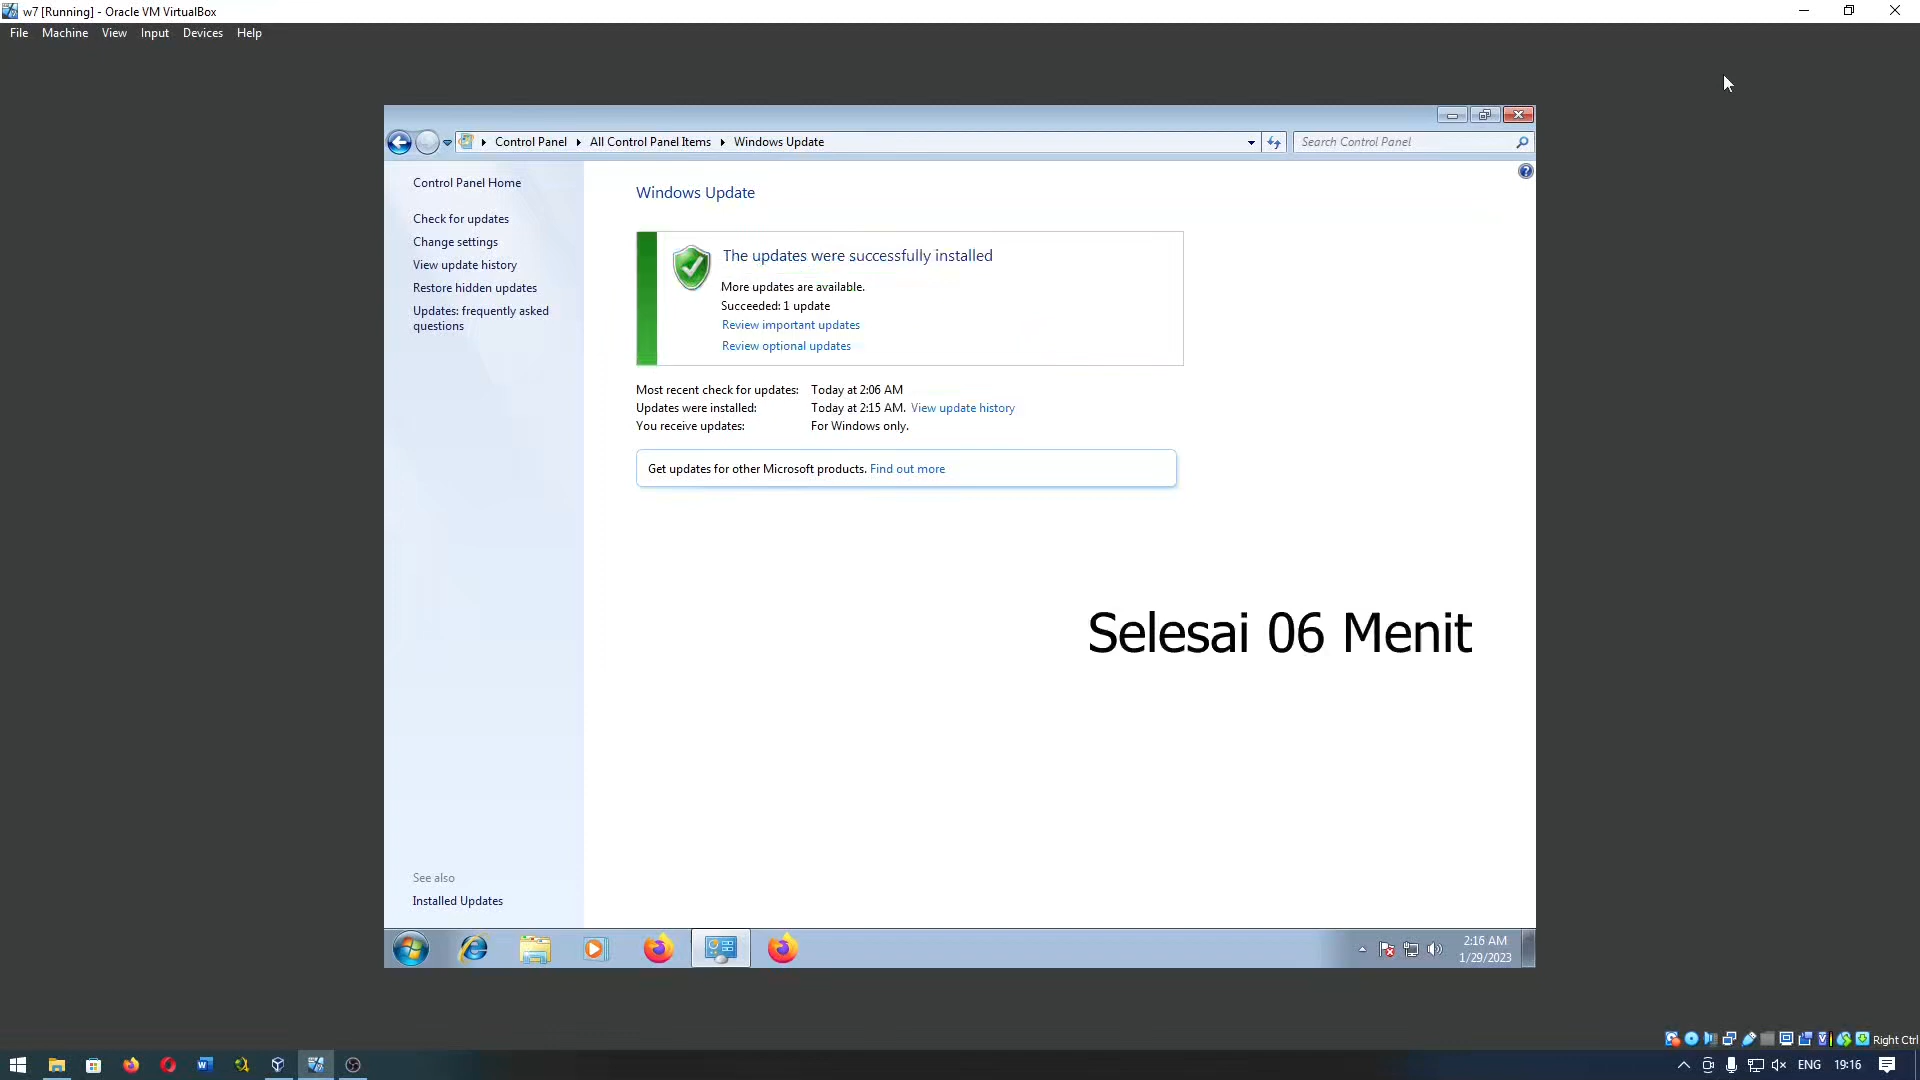 w7 [Running] - Oracle VM VirtualBox
File Machine View Input Devices Help
Control Panel All Control Panel Items Windows Update
Search Control Panel
Control Panel Home
Check for updates
Change settings
View update history
Restore hidden updates
Updates: frequently asked
questions
Windows Update
The updates were successfully installed
More updates are available.
Succeeded: 1 update
Review important updates
Review optional updates
Most recent check for updates: Today at 2:06 AM
Updates were installed: Today at 2:15 AM. View update history
You receive updates: For Windows only.
Get updates for other Microsoft products. Find out more
Selesai 06 Menit
See also
Installed Updates
2:16 AM
1/29/2023
Right Ctrl
ENG 19:16